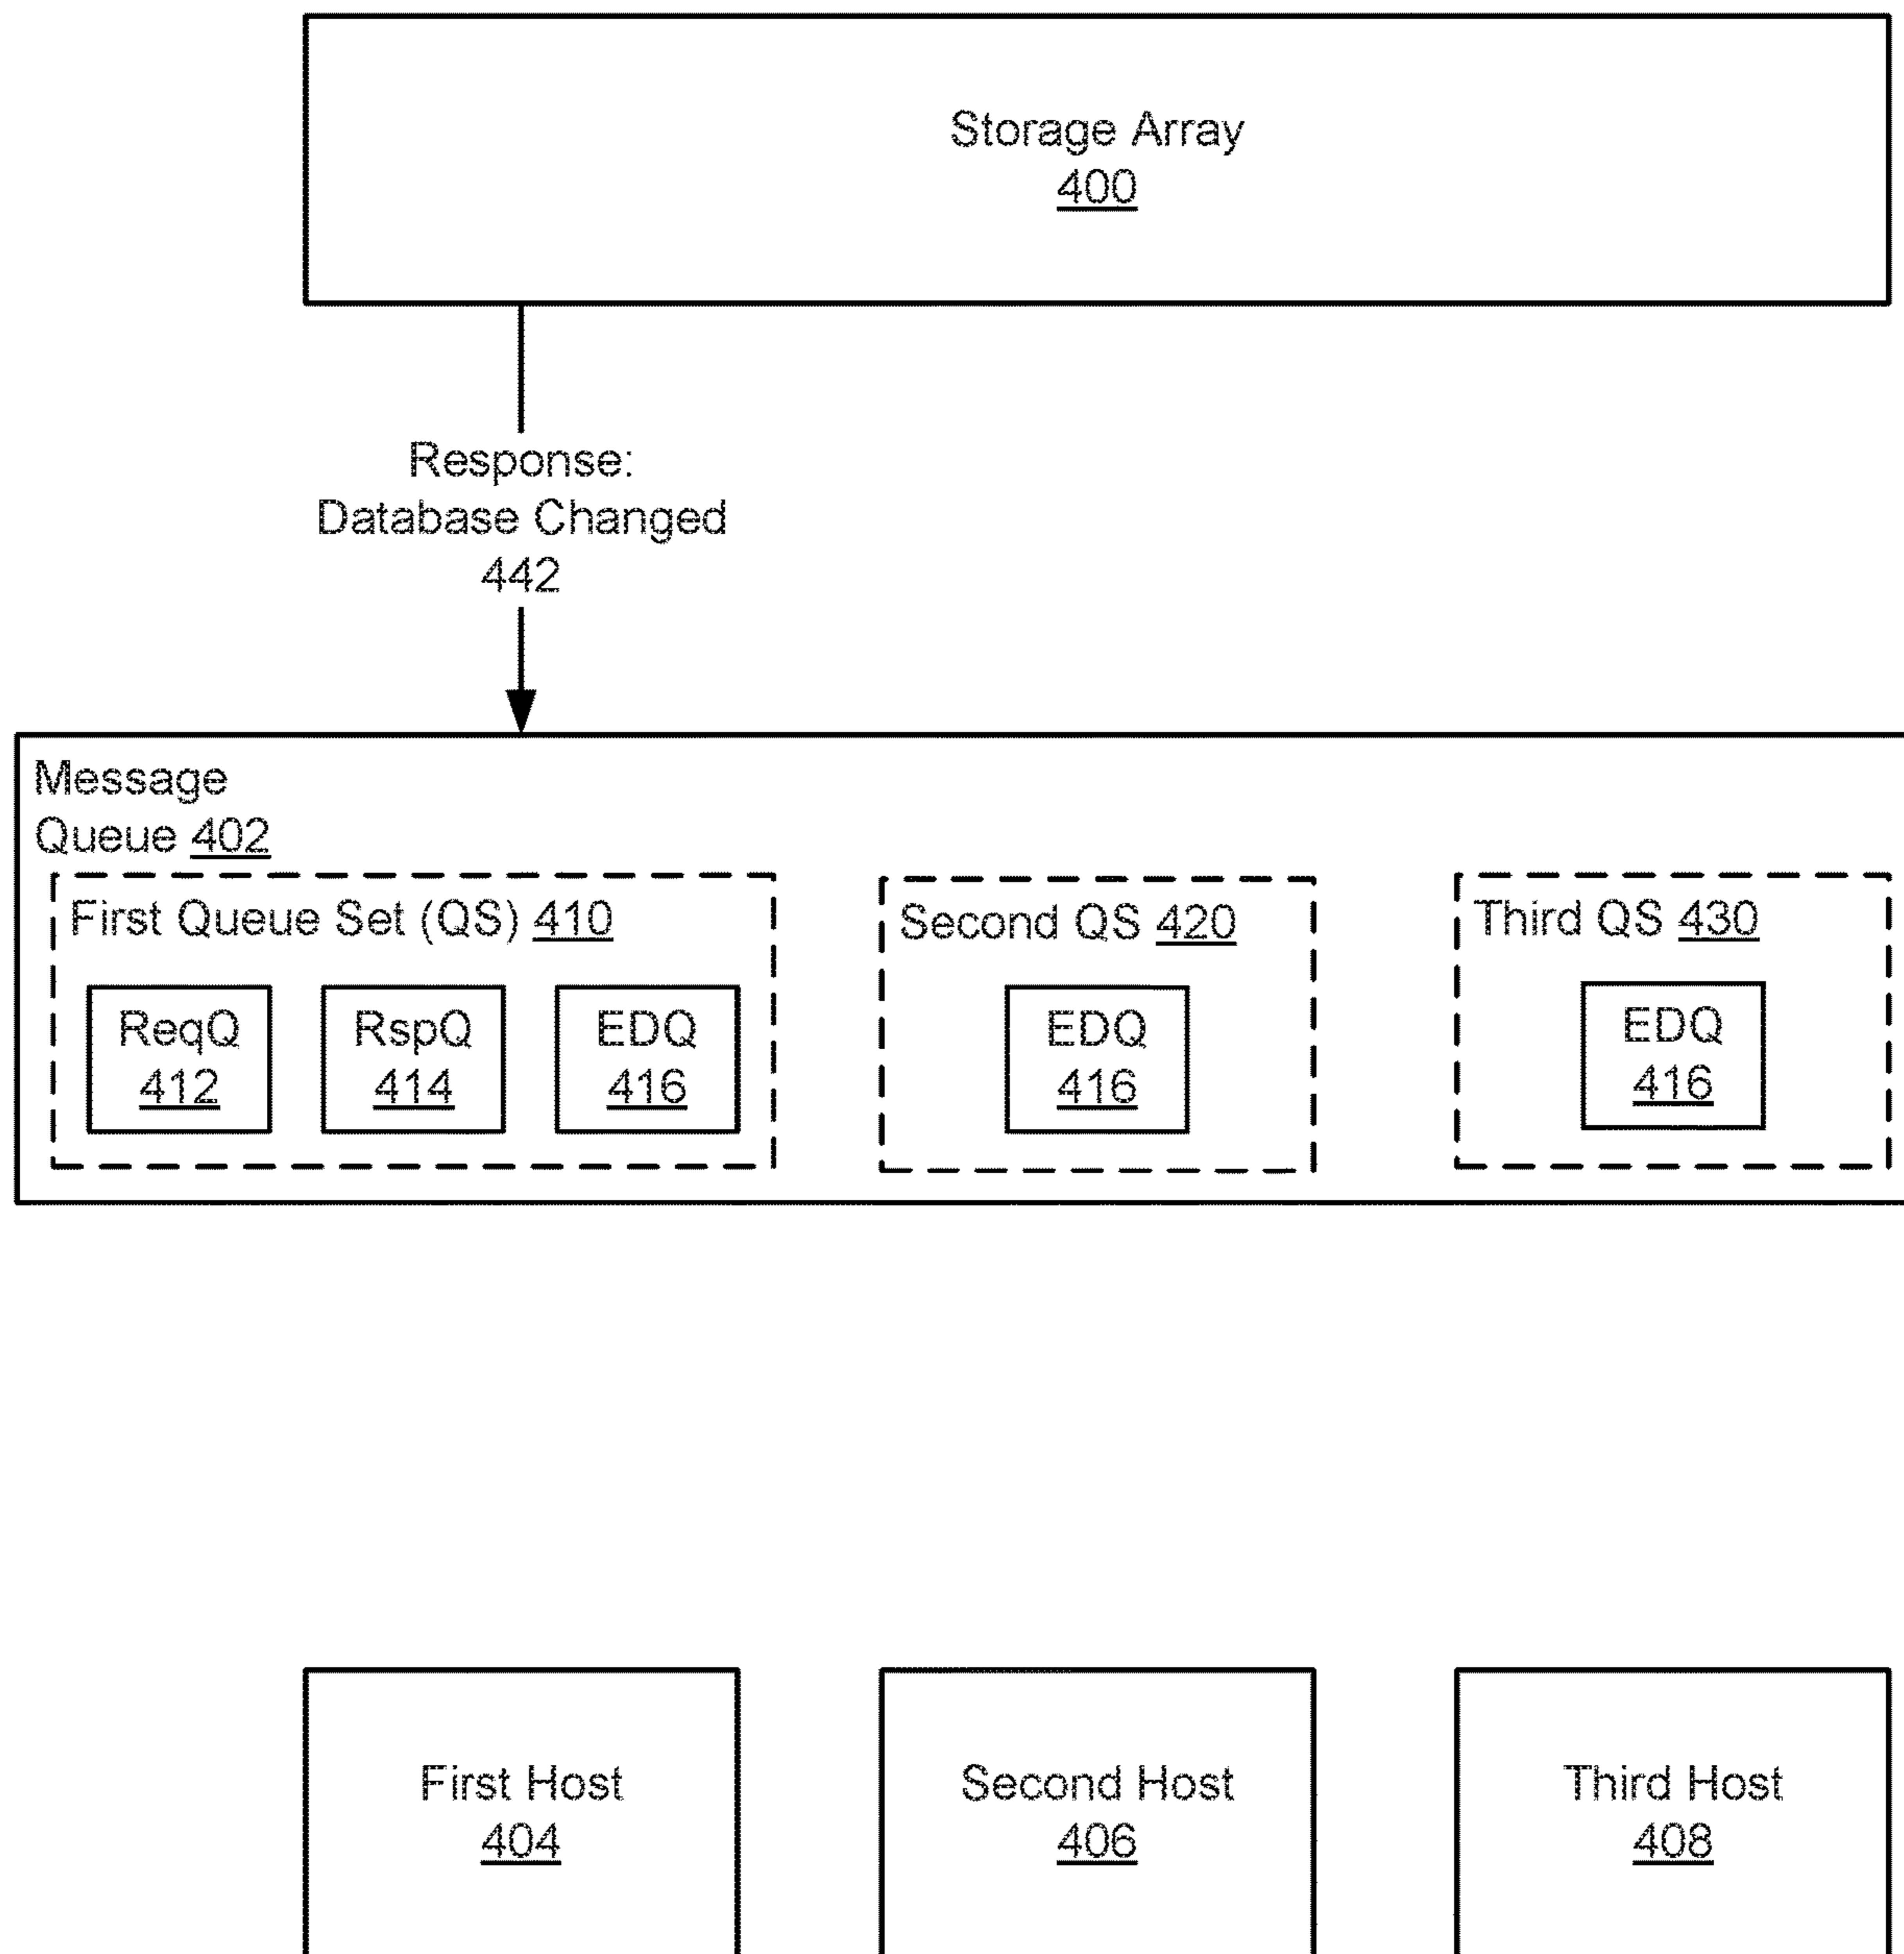 Storage Array
400
Response:
Database Changed
442
Message
Queue 402
First Queue Set (QS) 410
ReqQ
412
RspQ
414
EDQ
416
Second QS 420
EDQ
416
Third QS 430
EDQ
416
First Host
404
Second Host
406
Third Host
408